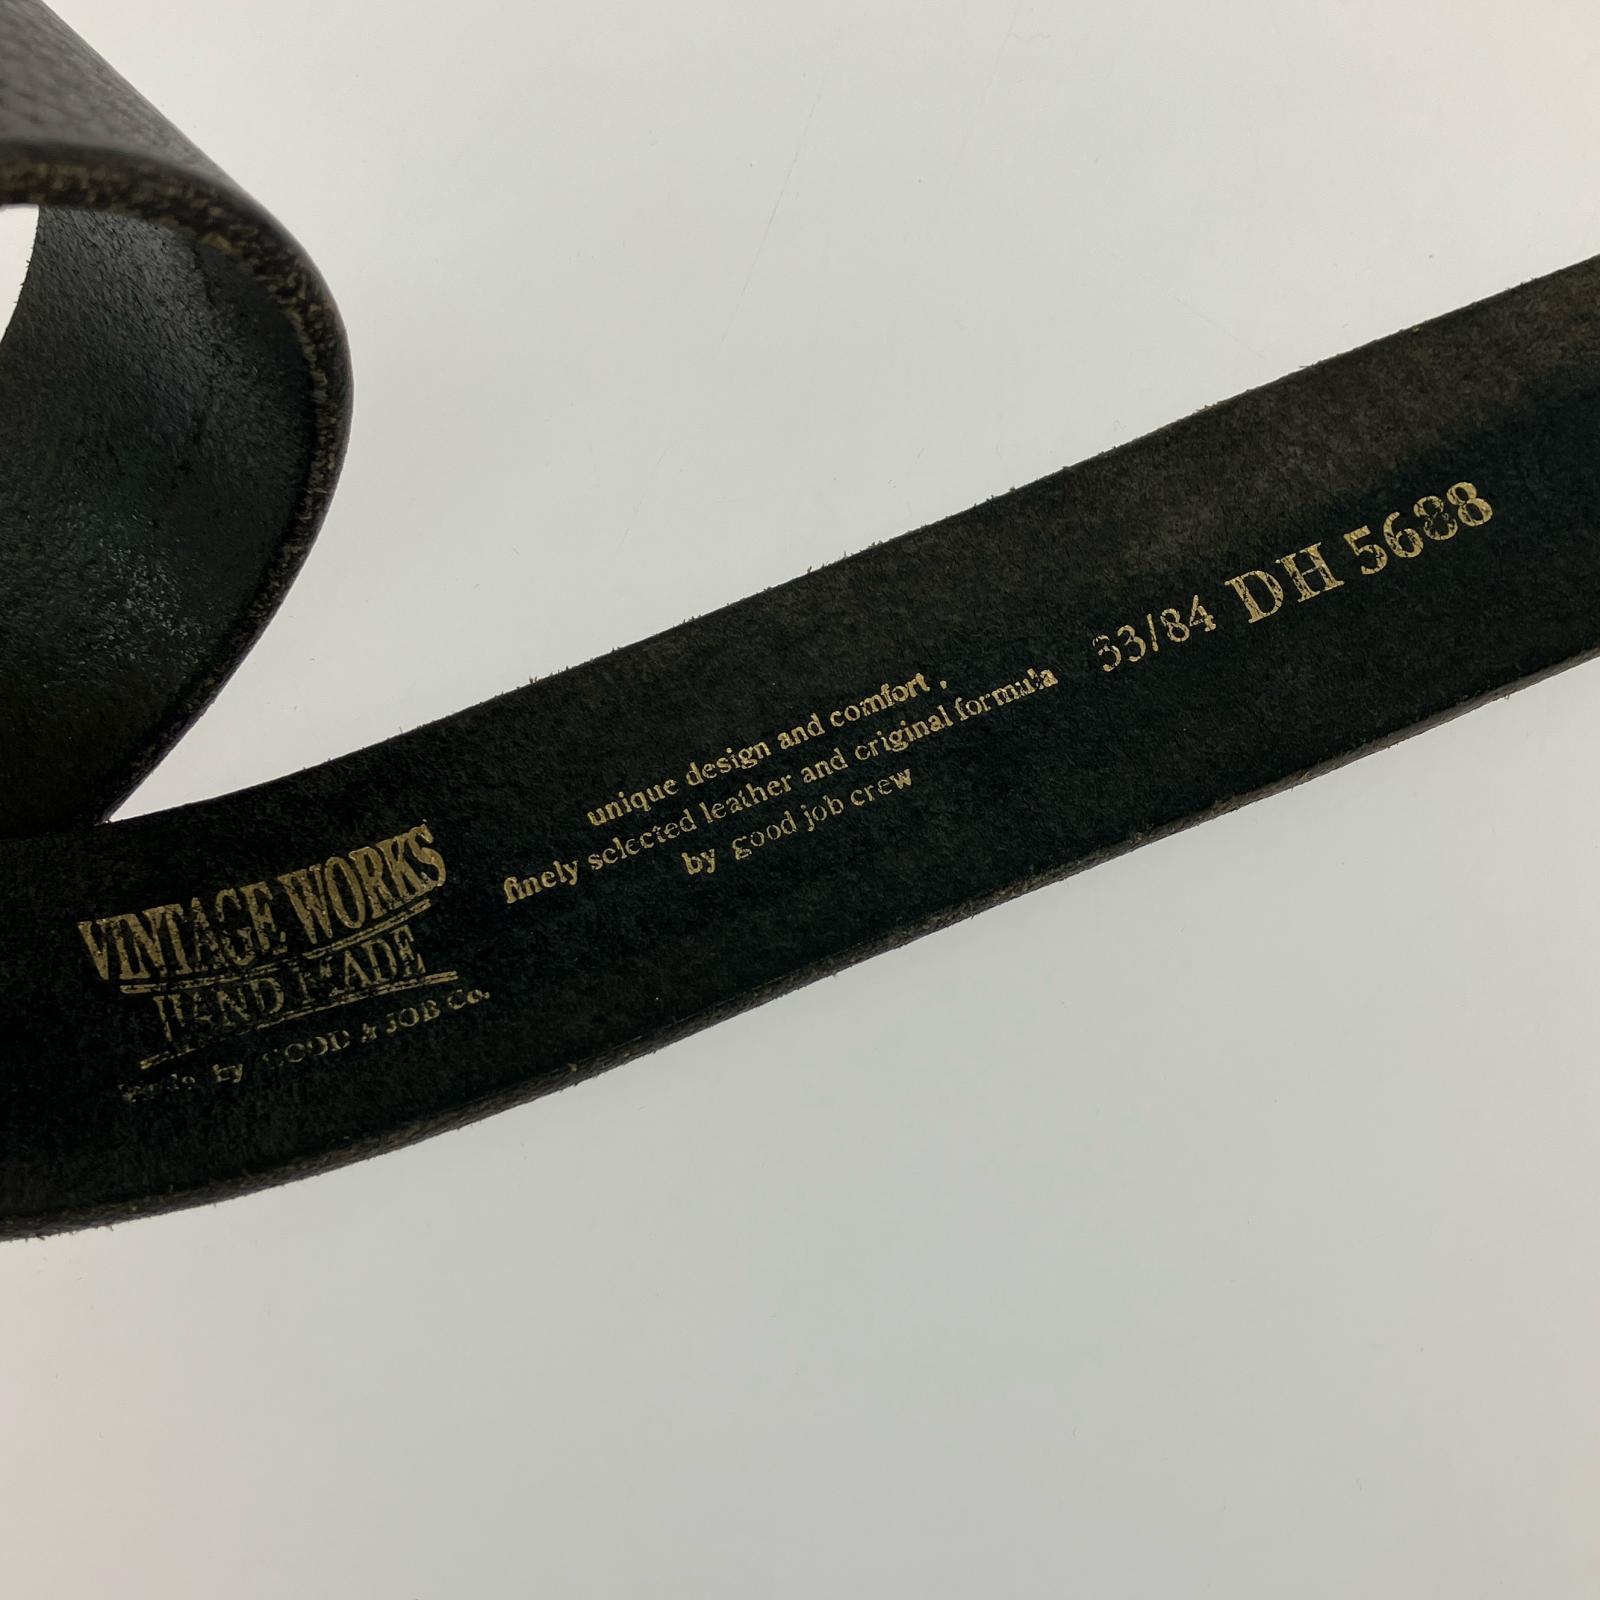 VINTAGE WORKS
HAND MADE
made by GOOD & JOB Co.
unique design and comfort,
finely selected leather and original formula
by good job crew
33/84 DH 5688